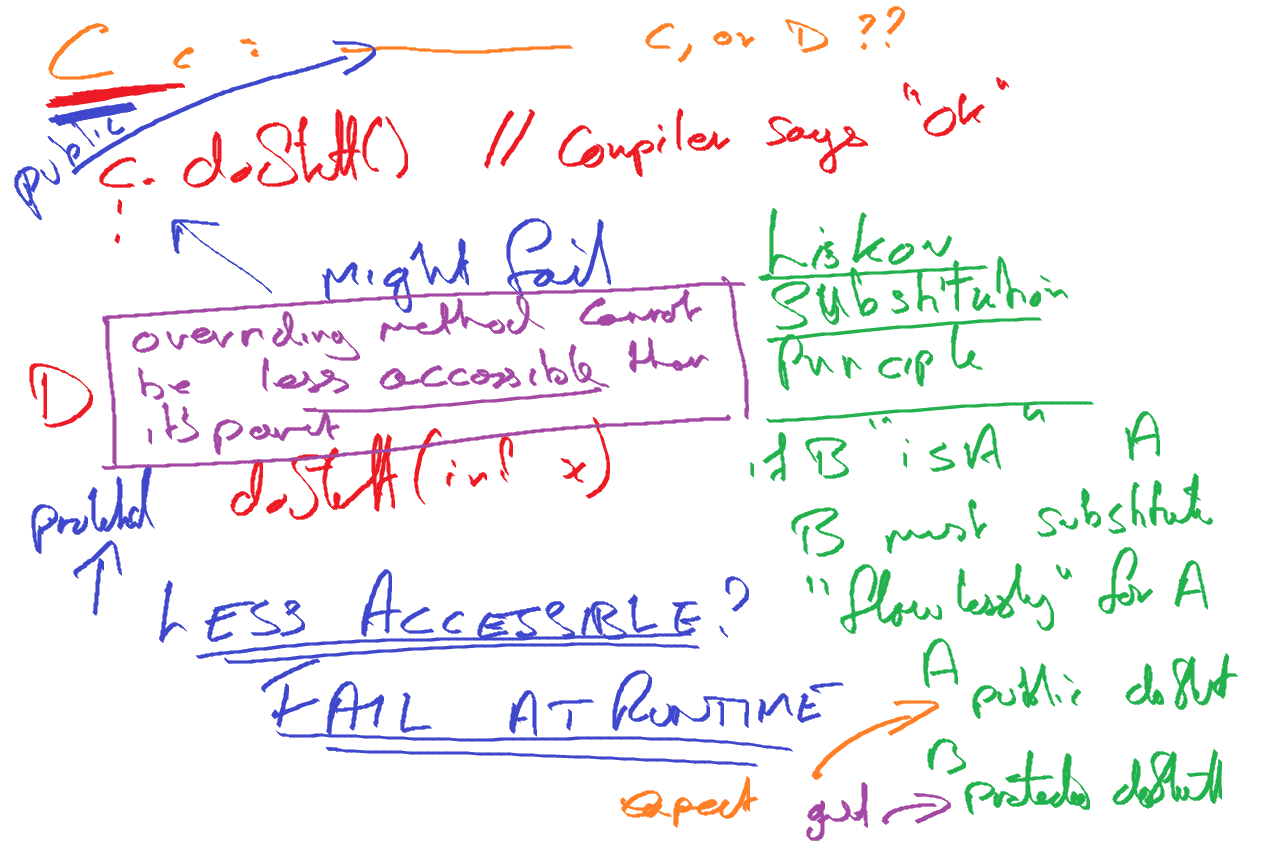 C c = C, or D ??
public
c. doStuff() // Compiler says "ok"
:
might fail
overriding method cannot
be less accessible than
its parent
D
doStuff(int x)
protected
LESS ACCESSIBLE?
FAIL AT RUNTIME
Liskov
Substitution
Principle
if B "is A" A
B must substitute
"flawlessly" for A
A
public doStuff
B
protected doStuff
expect